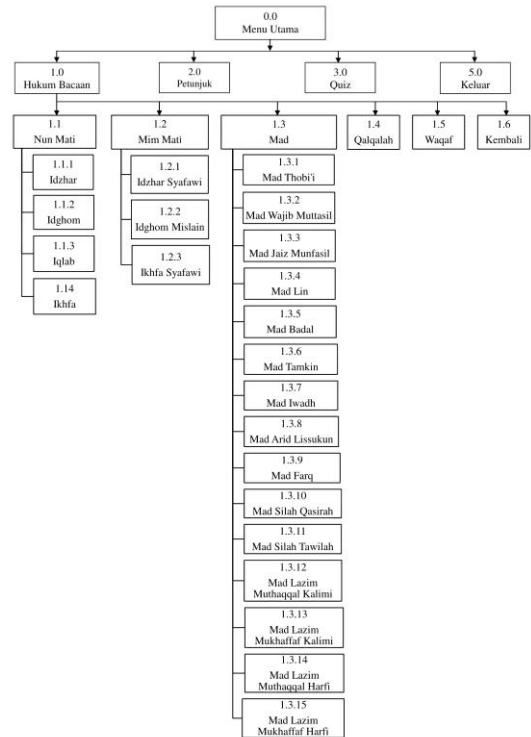 0.0
Menu Utama
1.0
Hukum Bacaan
2.0
Petunjuk
3.0
Quiz
5.0
Keluar
1.1
Nun Mati
1.2
Mim Mati
1.3
Mad
1.4
Qalqalah
1.5
Waqaf
1.6
Kembali
1.1.1
Idzhar
1.1.2
Idghom
1.1.3
Iqlab
1.14
Ikhfa
1.2.1
Idzhar Syafawi
1.2.2
Idghom Mislain
1.2.3
Ikhfa Syafawi
1.3.1
Mad Thobi'i
1.3.2
Mad Wajib Muttasil
1.3.3
Mad Jaiz Munfasil
1.3.4
Mad Lin
1.3.5
Mad Badal
1.3.6
Mad Tamkin
1.3.7
Mad Iwadh
1.3.8
Mad Arid Lissukun
1.3.9
Mad Farq
1.3.10
Mad Silah Qasirah
1.3.11
Mad Silah Tawilah
1.3.12
Mad Lazim
Muthaqqal Kalimi
1.3.13
Mad Lazim
Mukhaffaf Kalimi
1.3.14
Mad Lazim
Muthaqqal Harfi
1.3.15
Mad Lazim
Mukhaffaf Harfi